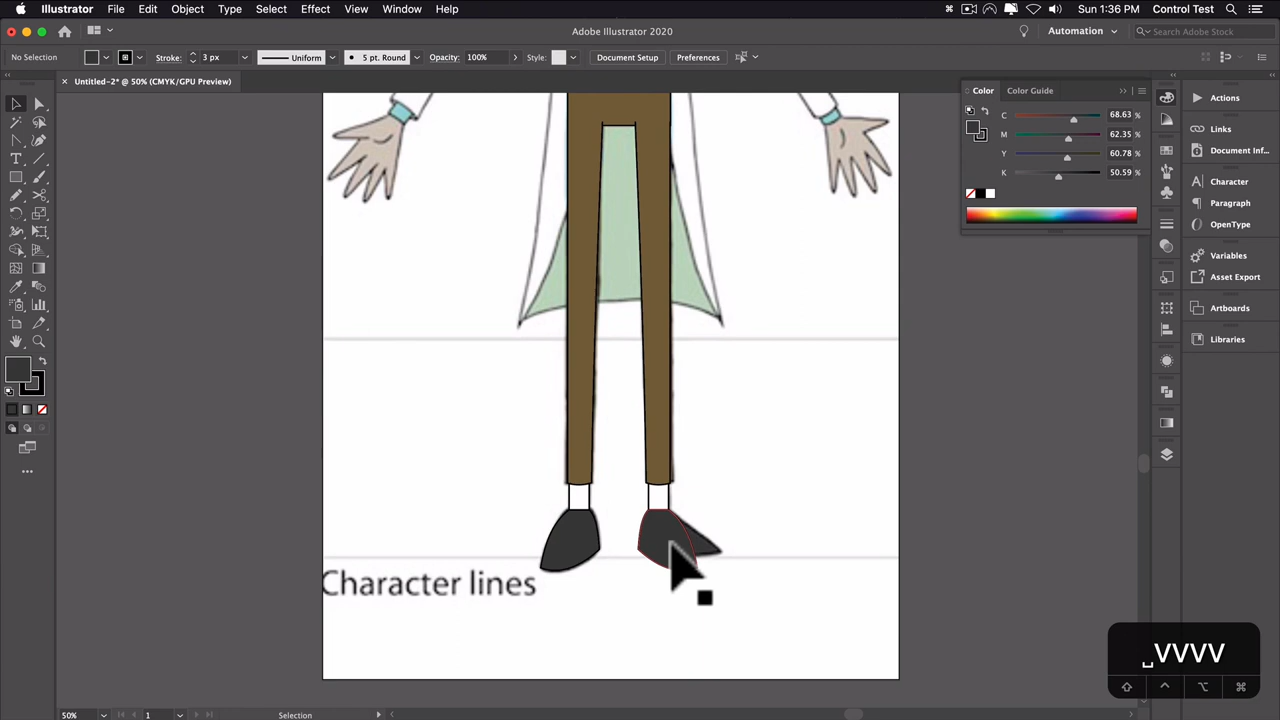 Illustrator File Edit Object Type Select Effect View Window Help Sun 1:36 PM Control Test
Adobe Illustrator 2020 Automation Search Adobe Stock
No Selection Stroke: 3 px Uniform 5 pt. Round Opacity: 100% Style: Document Setup Preferences
Untitled-2* @ 50% (CMYK/GPU Preview)
Color Color Guide
C 68.63 %
M 62.35 %
Y 60.78 %
K 50.59 %
Actions
Links
Document Inf...
Character
Paragraph
OpenType
Variables
Asset Export
Artboards
Libraries
Character lines
␣VVVV
50% 1 Selection